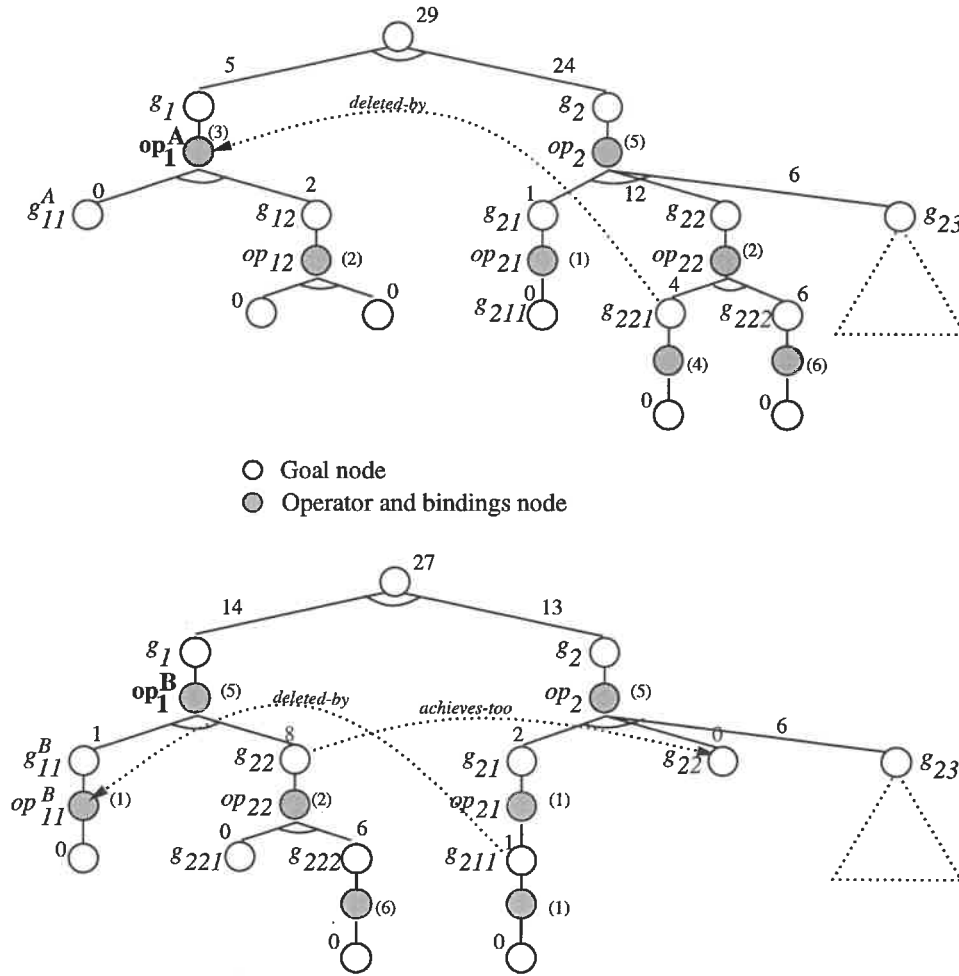 29
5 24
g1 deleted-by g2
op1A (3) op2 (5)
0 2 1 12 6
g11A g12 g21 g22 g23
op12 (2) op21 (1) op22 (2)
0 0 0 4 6
g211 g221 g222
(4) (6)
0 0
Goal node
Operator and bindings node
27
14 13
g1 g2
op1B (5) deleted-by achieves-too op2 (5)
1 8 2 0 6
g11B g22 g21 g22 g23
op11B (1) op22 (2) op21 (1)
0 0 6 1
g221 g222 g211
(6) (1)
0 0